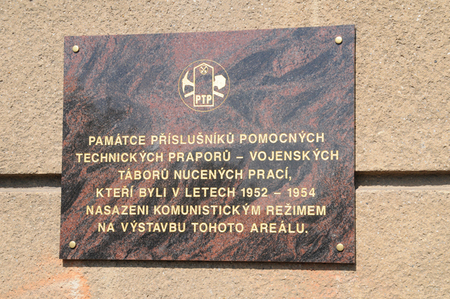 PTP
PAMÁTCE PŘÍSLUŠNÍKŮ POMOCNÝCH
TECHNICKÝCH PRAPORŮ – VOJENSKÝCH
TÁBORŮ NUCENÝCH PRACÍ,
KTEŘÍ BYLI V LETECH 1952 – 1954
NASAZENI KOMUNISTICKÝM REŽIMEM
NA VÝSTAVBU TOHOTO AREÁLU.